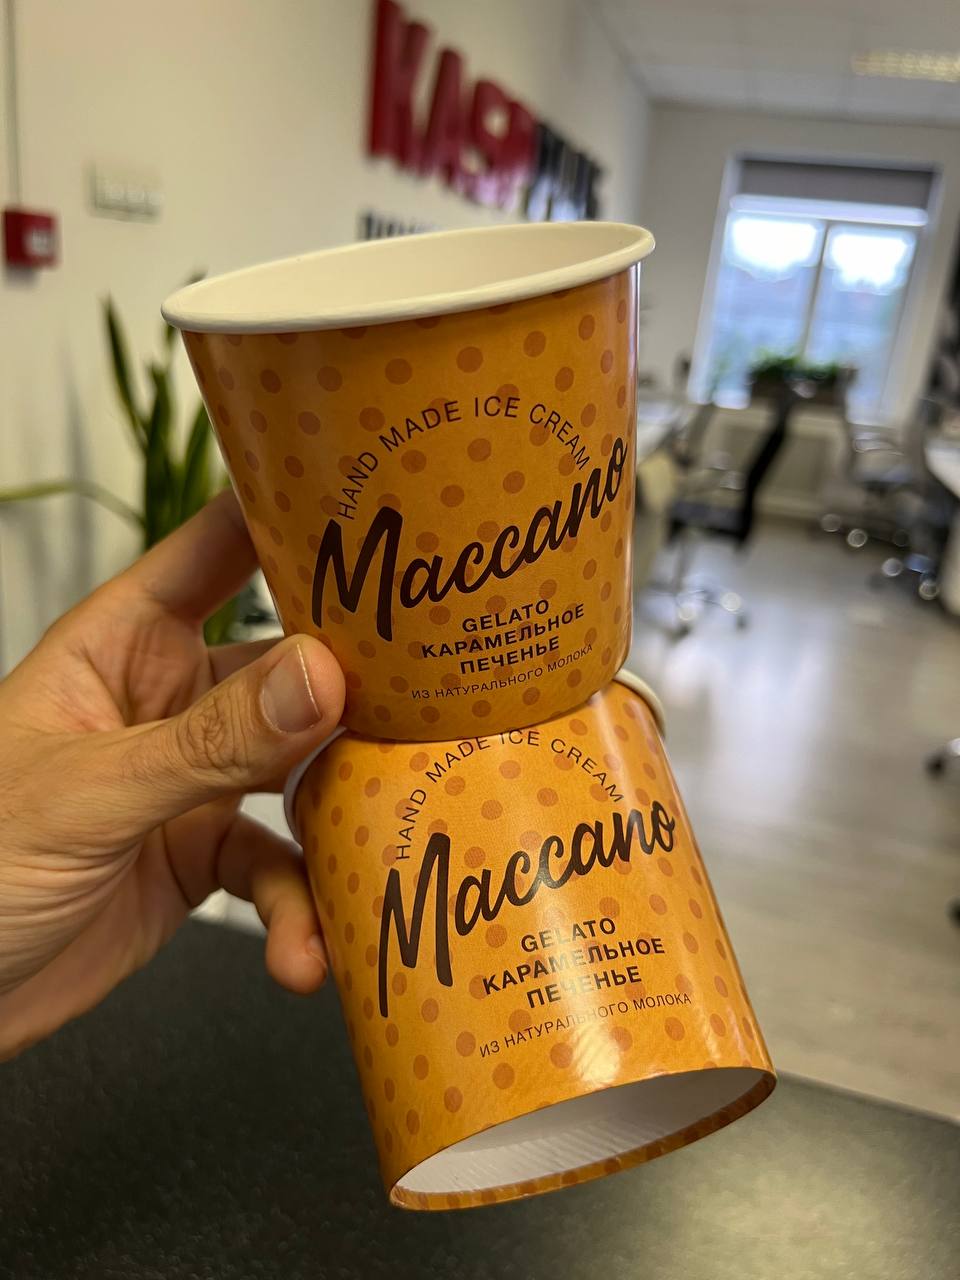 HAND MADE ICE CREAM
Maccano
GELATO
КАРАМЕЛЬНОЕ
ПЕЧЕНЬЕ
ИЗ НАТУРАЛЬНОГО МОЛОКА
HAND MADE ICE CREAM
Maccano
GELATO
КАРАМЕЛЬНОЕ
ПЕЧЕНЬЕ
ИЗ НАТУРАЛЬНОГО МОЛОКА